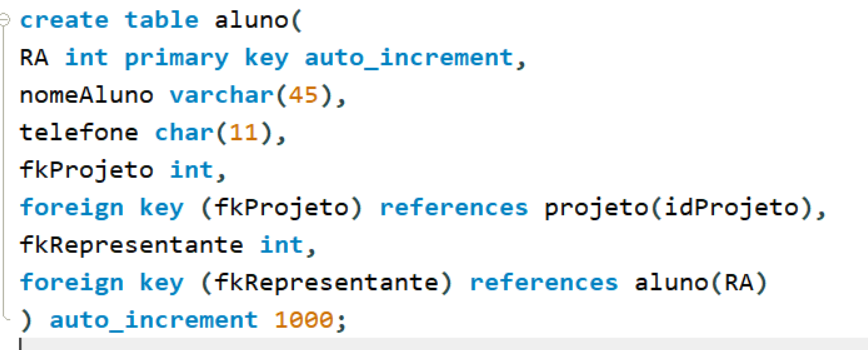 create table aluno(
RA int primary key auto_increment,
nomeAluno varchar(45),
telefone char(11),
fkProjeto int,
foreign key (fkProjeto) references projeto(idProjeto),
fkRepresentante int,
foreign key (fkRepresentante) references aluno(RA)
) auto_increment 1000;